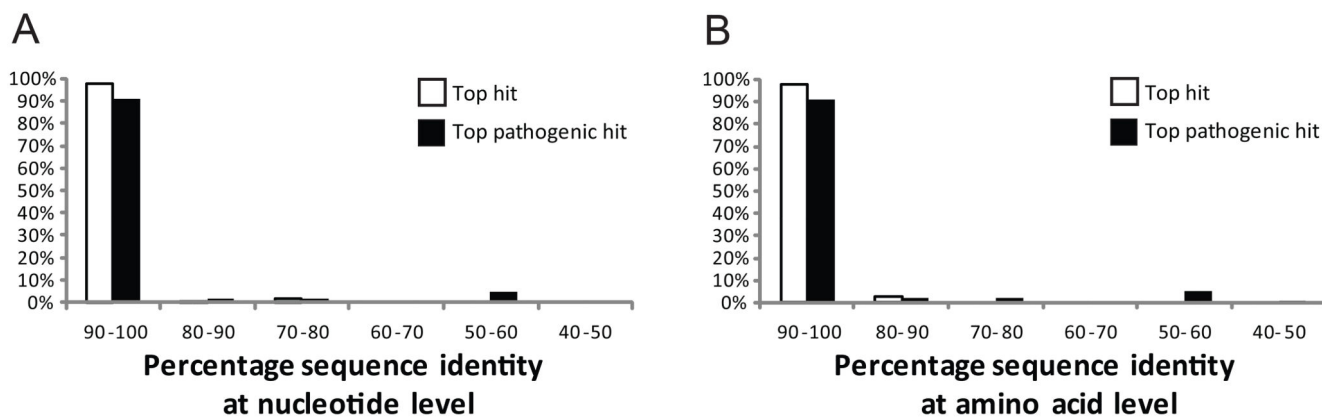 A
100%
90%
80%
70%
60%
50%
40%
30%
20%
10%
0%
Top hit
Top pathogenic hit
90-100 80-90 70-80 60-70 50-60 40-50
Percentage sequence identity
at nucleotide level
B
100%
90%
80%
70%
60%
50%
40%
30%
20%
10%
0%
Top hit
Top pathogenic hit
90-100 80-90 70-80 60-70 50-60 40-50
Percentage sequence identity
at amino acid level